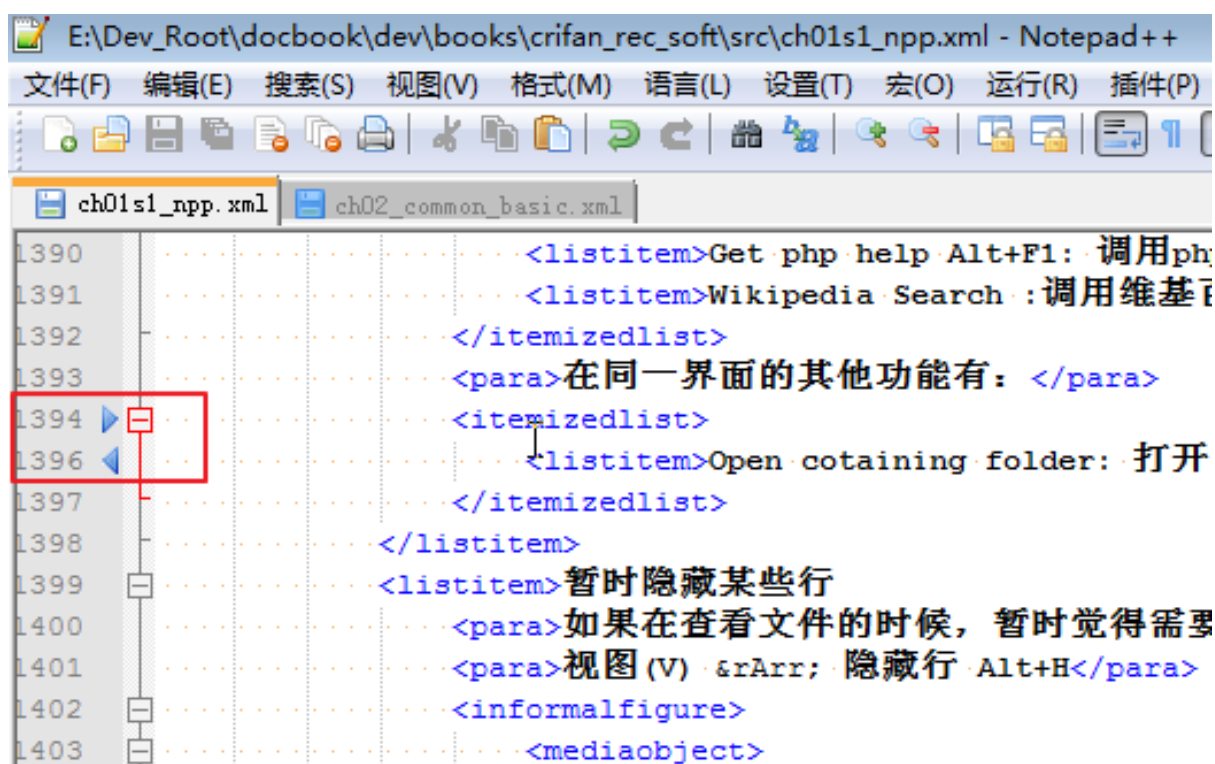 E:\Dev_Root\docbook\dev\books\crifan_rec_soft\src\ch01s1_npp.xml - Notepad++
文件(F) 编辑(E) 搜索(S) 视图(V) 格式(M) 语言(L) 设置(T) 宏(O) 运行(R) 插件(P)
ch01s1_npp.xml ch02_common_basic.xml
1390 <listitem>Get php help Alt+F1: 调用php
1391 <listitem>Wikipedia Search :调用维基
1392 </itemizedlist>
1393 <para>在同一界面的其他功能有：</para>
1394 <itemizedlist>
1396 <listitem>Open cotaining folder: 打开
1397 </itemizedlist>
1398 </listitem>
1399 <listitem>暂时隐藏某些行
1400 <para>如果在查看文件的时候，暂时觉得需要
1401 <para>视图(V) &rArr; 隐藏行 Alt+H</para>
1402 <informalfigure>
1403 <mediaobject>